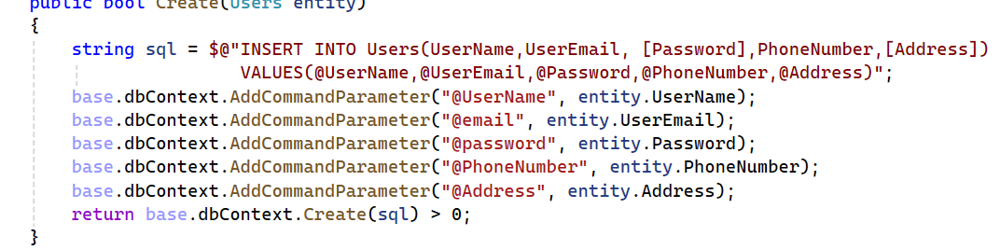 public bool Create(Users entity)
{
string sql = $@"INSERT INTO Users(UserName,UserEmail, [Password],PhoneNumber,[Address])
VALUES(@UserName,@UserEmail,@Password,@PhoneNumber,@Address)";
base.dbContext.AddCommandParameter("@UserName", entity.UserName);
base.dbContext.AddCommandParameter("@email", entity.UserEmail);
base.dbContext.AddCommandParameter("@password", entity.Password);
base.dbContext.AddCommandParameter("@PhoneNumber", entity.PhoneNumber);
base.dbContext.AddCommandParameter("@Address", entity.Address);
return base.dbContext.Create(sql) > 0;
}